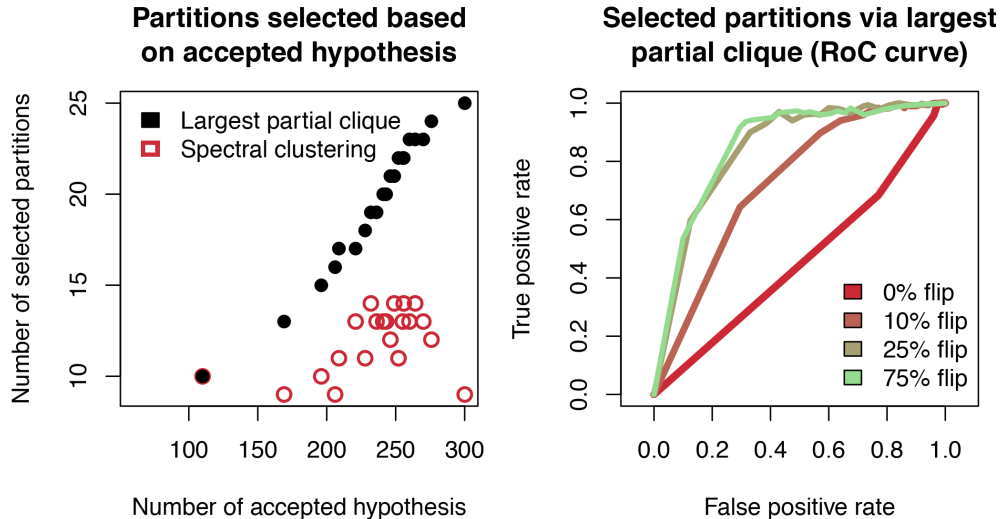 Partitions selected based
on accepted hypothesis
Number of selected partitions
25
20
15
10
Largest partial clique
Spectral clustering
100
150
200
250
300
Number of accepted hypothesis
Selected partitions via largest
partial clique (RoC curve)
True positive rate
1.0
0.8
0.6
0.4
0.2
0.0
0% flip
10% flip
25% flip
75% flip
0.0
0.2
0.4
0.6
0.8
1.0
False positive rate